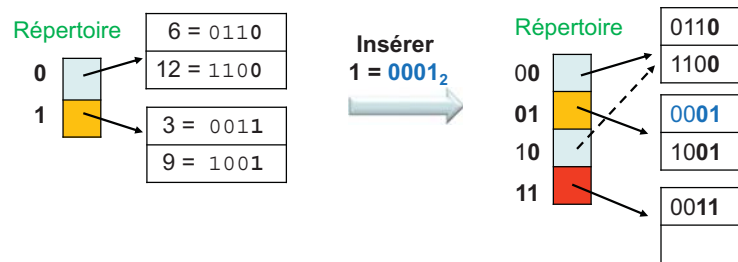 Répertoire
0
1
6 = 0110
12 = 1100
3 = 0011
9 = 1001
Insérer
1 = 0001₂
Répertoire
00
01
10
11
0110
1100
0001
1001
0011